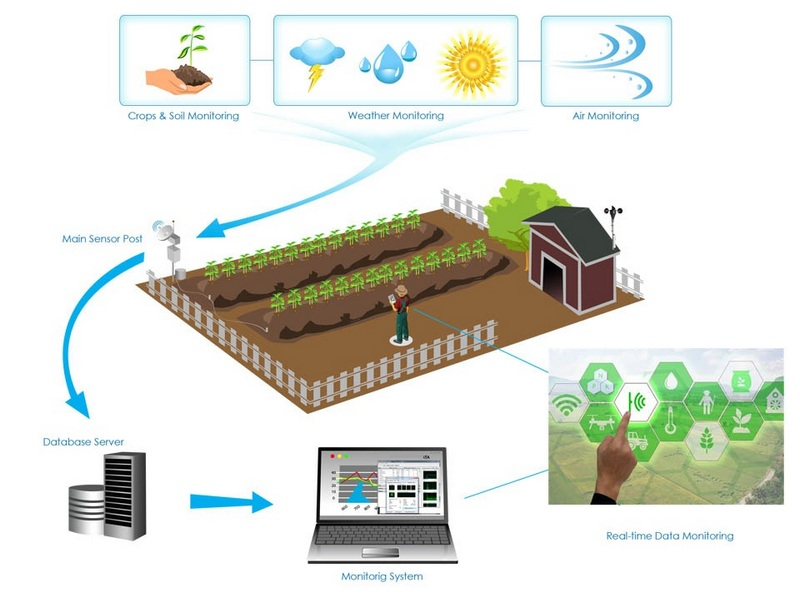 Crops & Soil Monitoring
Weather Monitoring
Air Monitoring
Main Sensor Post
Database Server
Monitorig System
Real-time Data Monitoring